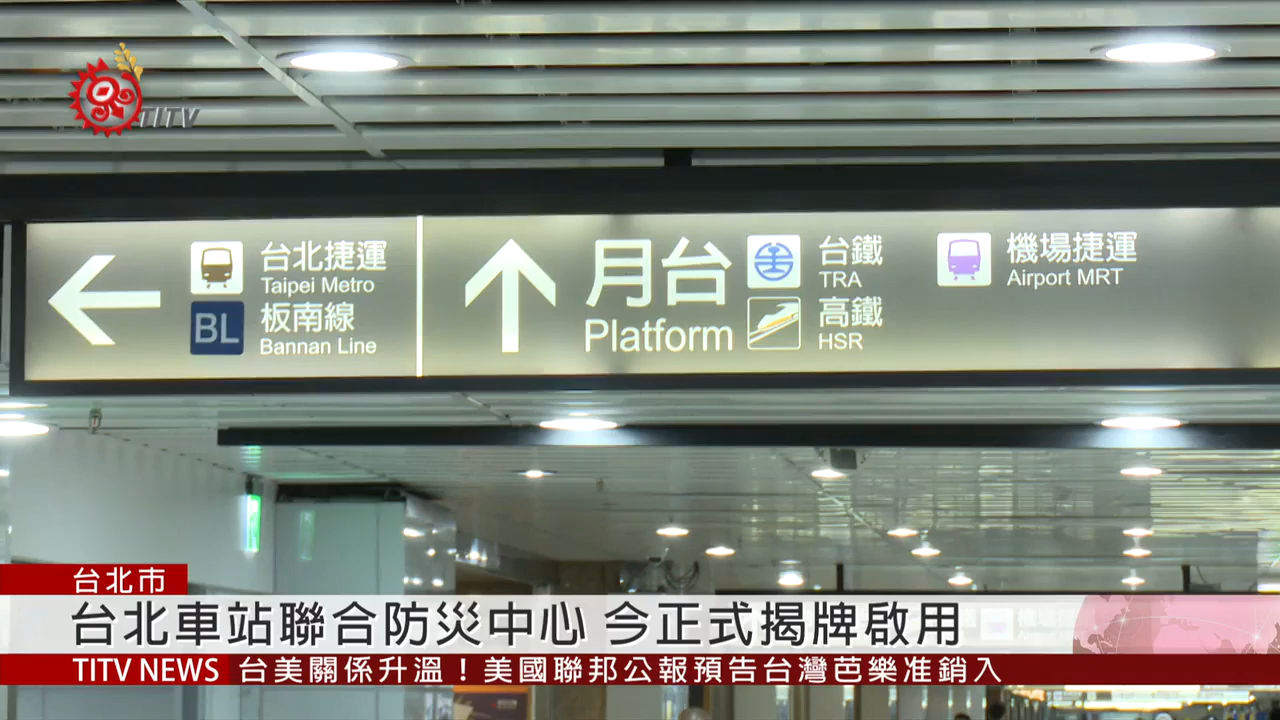 TITV
台北捷運
Taipei Metro
BL
板南線
Bannan Line
月台
Platform
台鐵
TRA
高鐵
HSR
機場捷運
Airport MRT
台北市
台北車站聯合防災中心 今正式揭牌啟用
TITV NEWS 台美關係升溫！美國聯邦公報預告台灣芭樂准銷入